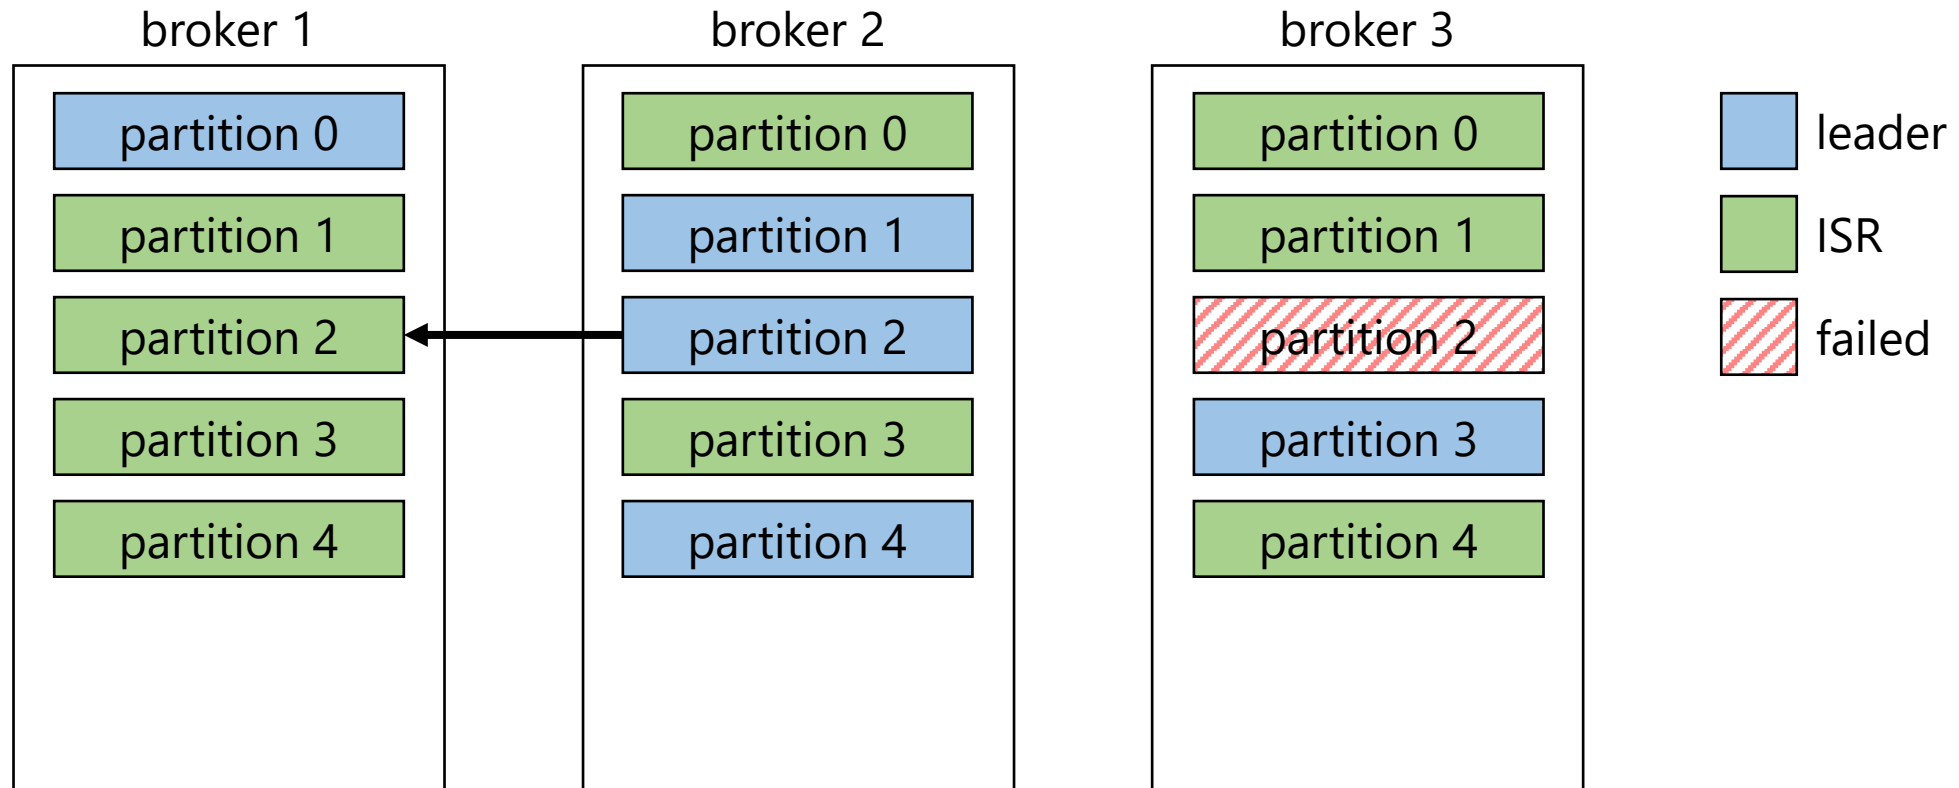 broker 1
partition 0
partition 1
partition 2
partition 3
partition 4
broker 2
partition 0
partition 1
partition 2
partition 3
partition 4
broker 3
partition 0
partition 1
partition 2
partition 3
partition 4
leader
ISR
failed